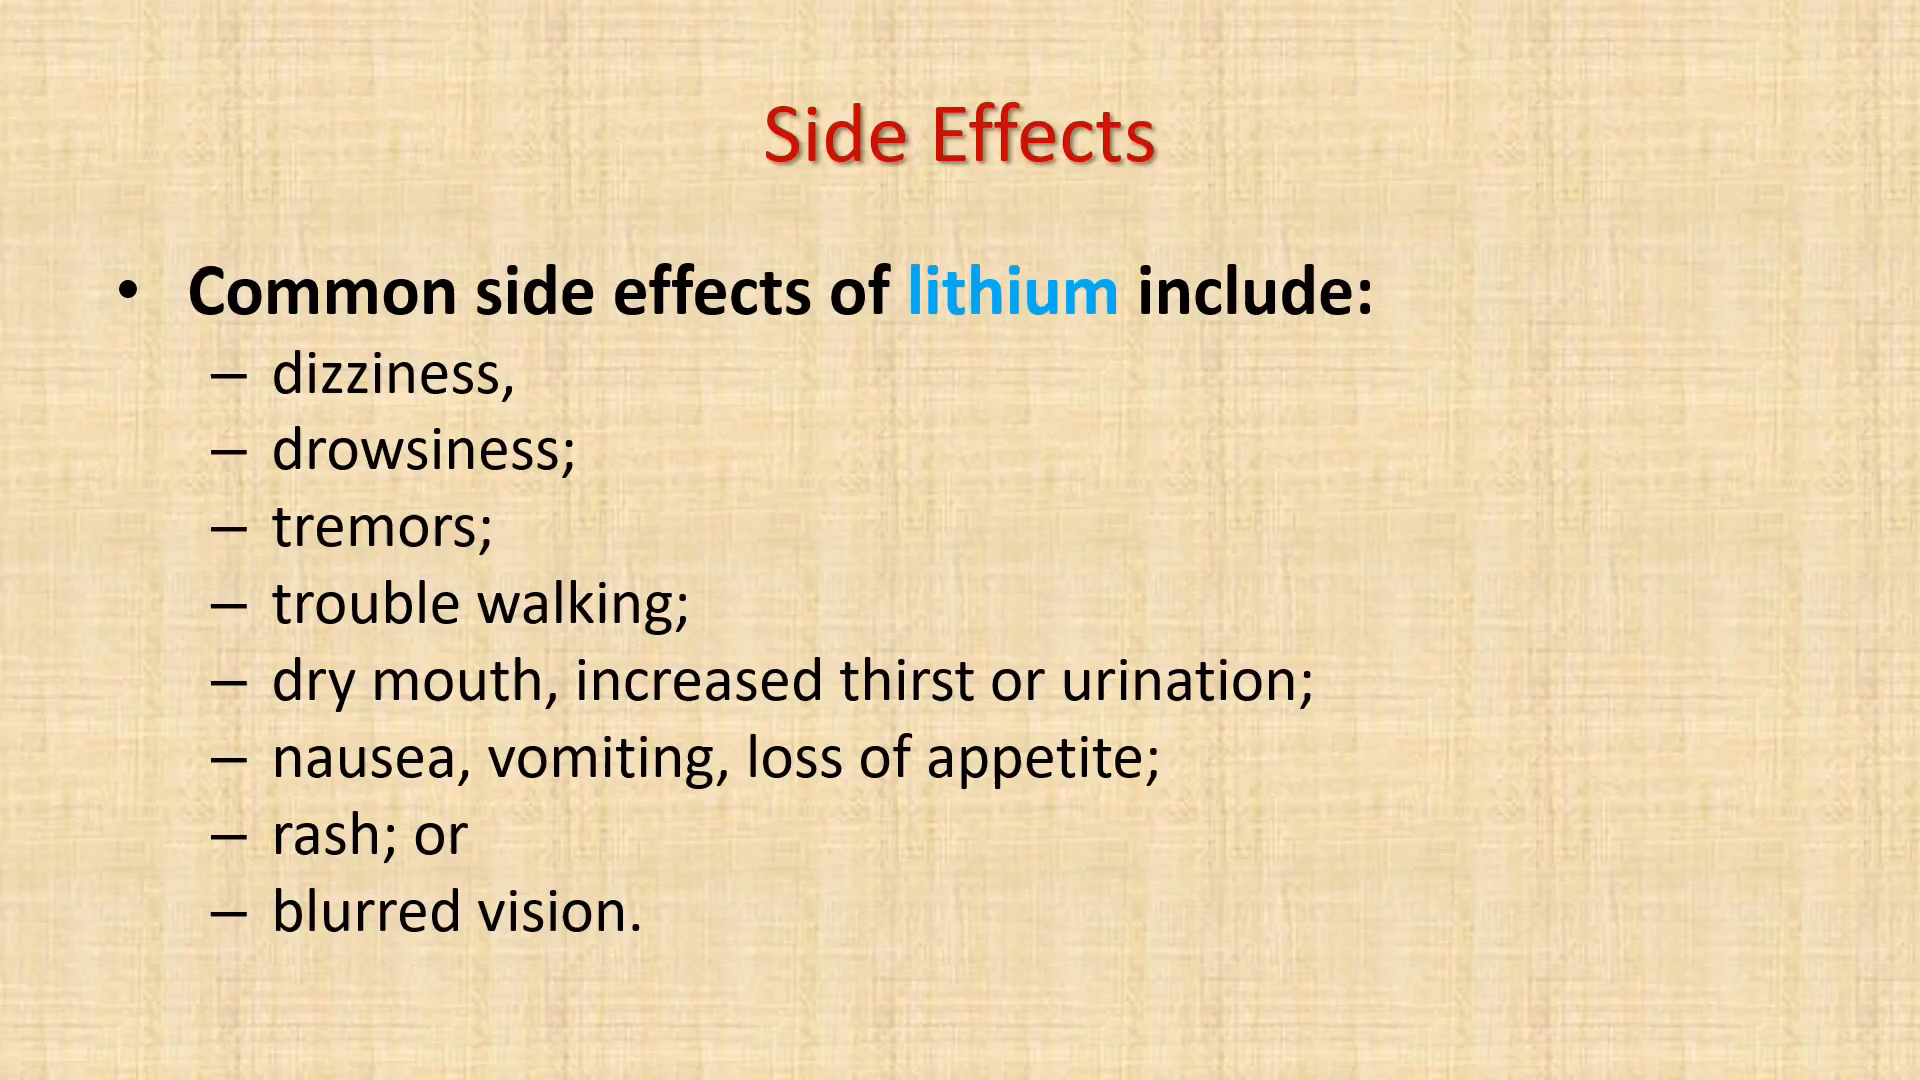 Side Effects
• Common side effects of lithium include:
– dizziness,
– drowsiness;
– tremors;
– trouble walking;
– dry mouth, increased thirst or urination;
– nausea, vomiting, loss of appetite;
– rash; or
– blurred vision.